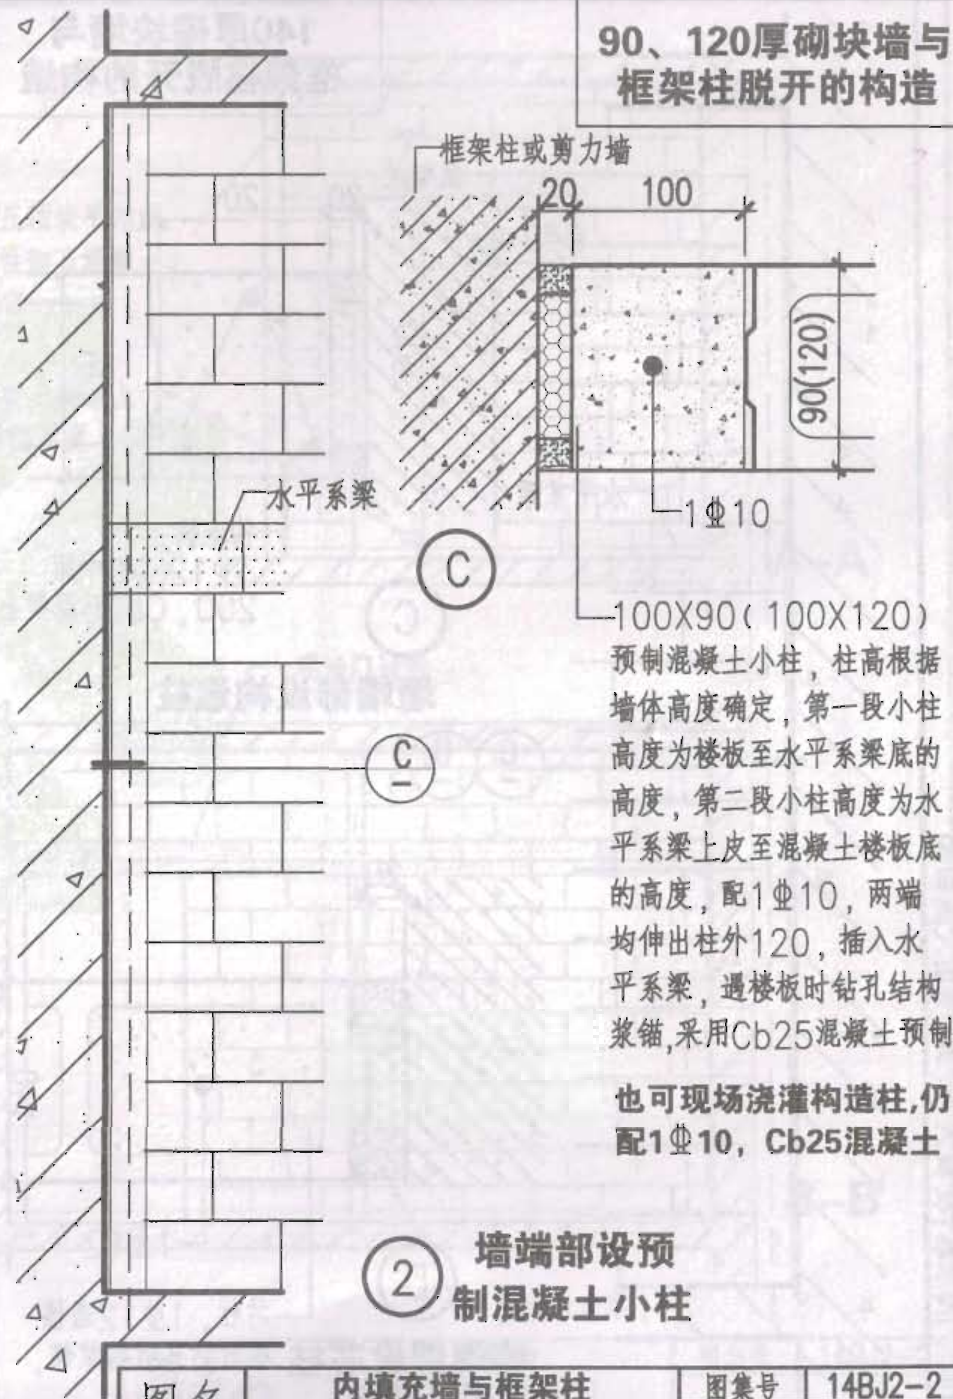 90、120厚砌块墙与
框架柱脱开的构造
框架柱或剪力墙
20
100
90(120)
1⌀10
水平系梁
C
C
100X90(100X120)
预制混凝土小柱，柱高根据
墙体高度确定，第一段小柱
高度为楼板至水平系梁底的
高度，第二段小柱高度为水
平系梁上皮至混凝土楼板底
的高度，配1⌀10，两端
均伸出柱外120，插入水
平系梁，遇楼板时钻孔结构
浆锚,采用Cb25混凝土预制
也可现场浇灌构造柱,仍
配1⌀10，Cb25混凝土
2
墙端部设预
制混凝土小柱
图名
内填充墙与框架柱
图集号
14BJ2-2